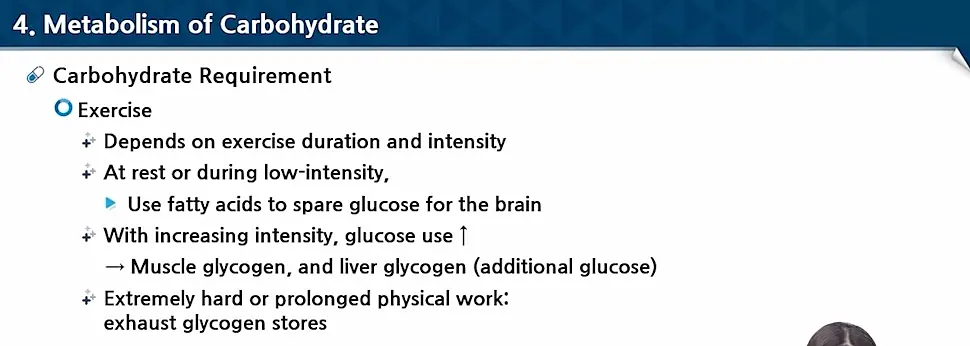 4. Metabolism of Carbohydrate
Carbohydrate Requirement
Exercise
Depends on exercise duration and intensity
At rest or during low-intensity,
Use fatty acids to spare glucose for the brain
With increasing intensity, glucose use ↑
→ Muscle glycogen, and liver glycogen (additional glucose)
Extremely hard or prolonged physical work:
exhaust glycogen stores